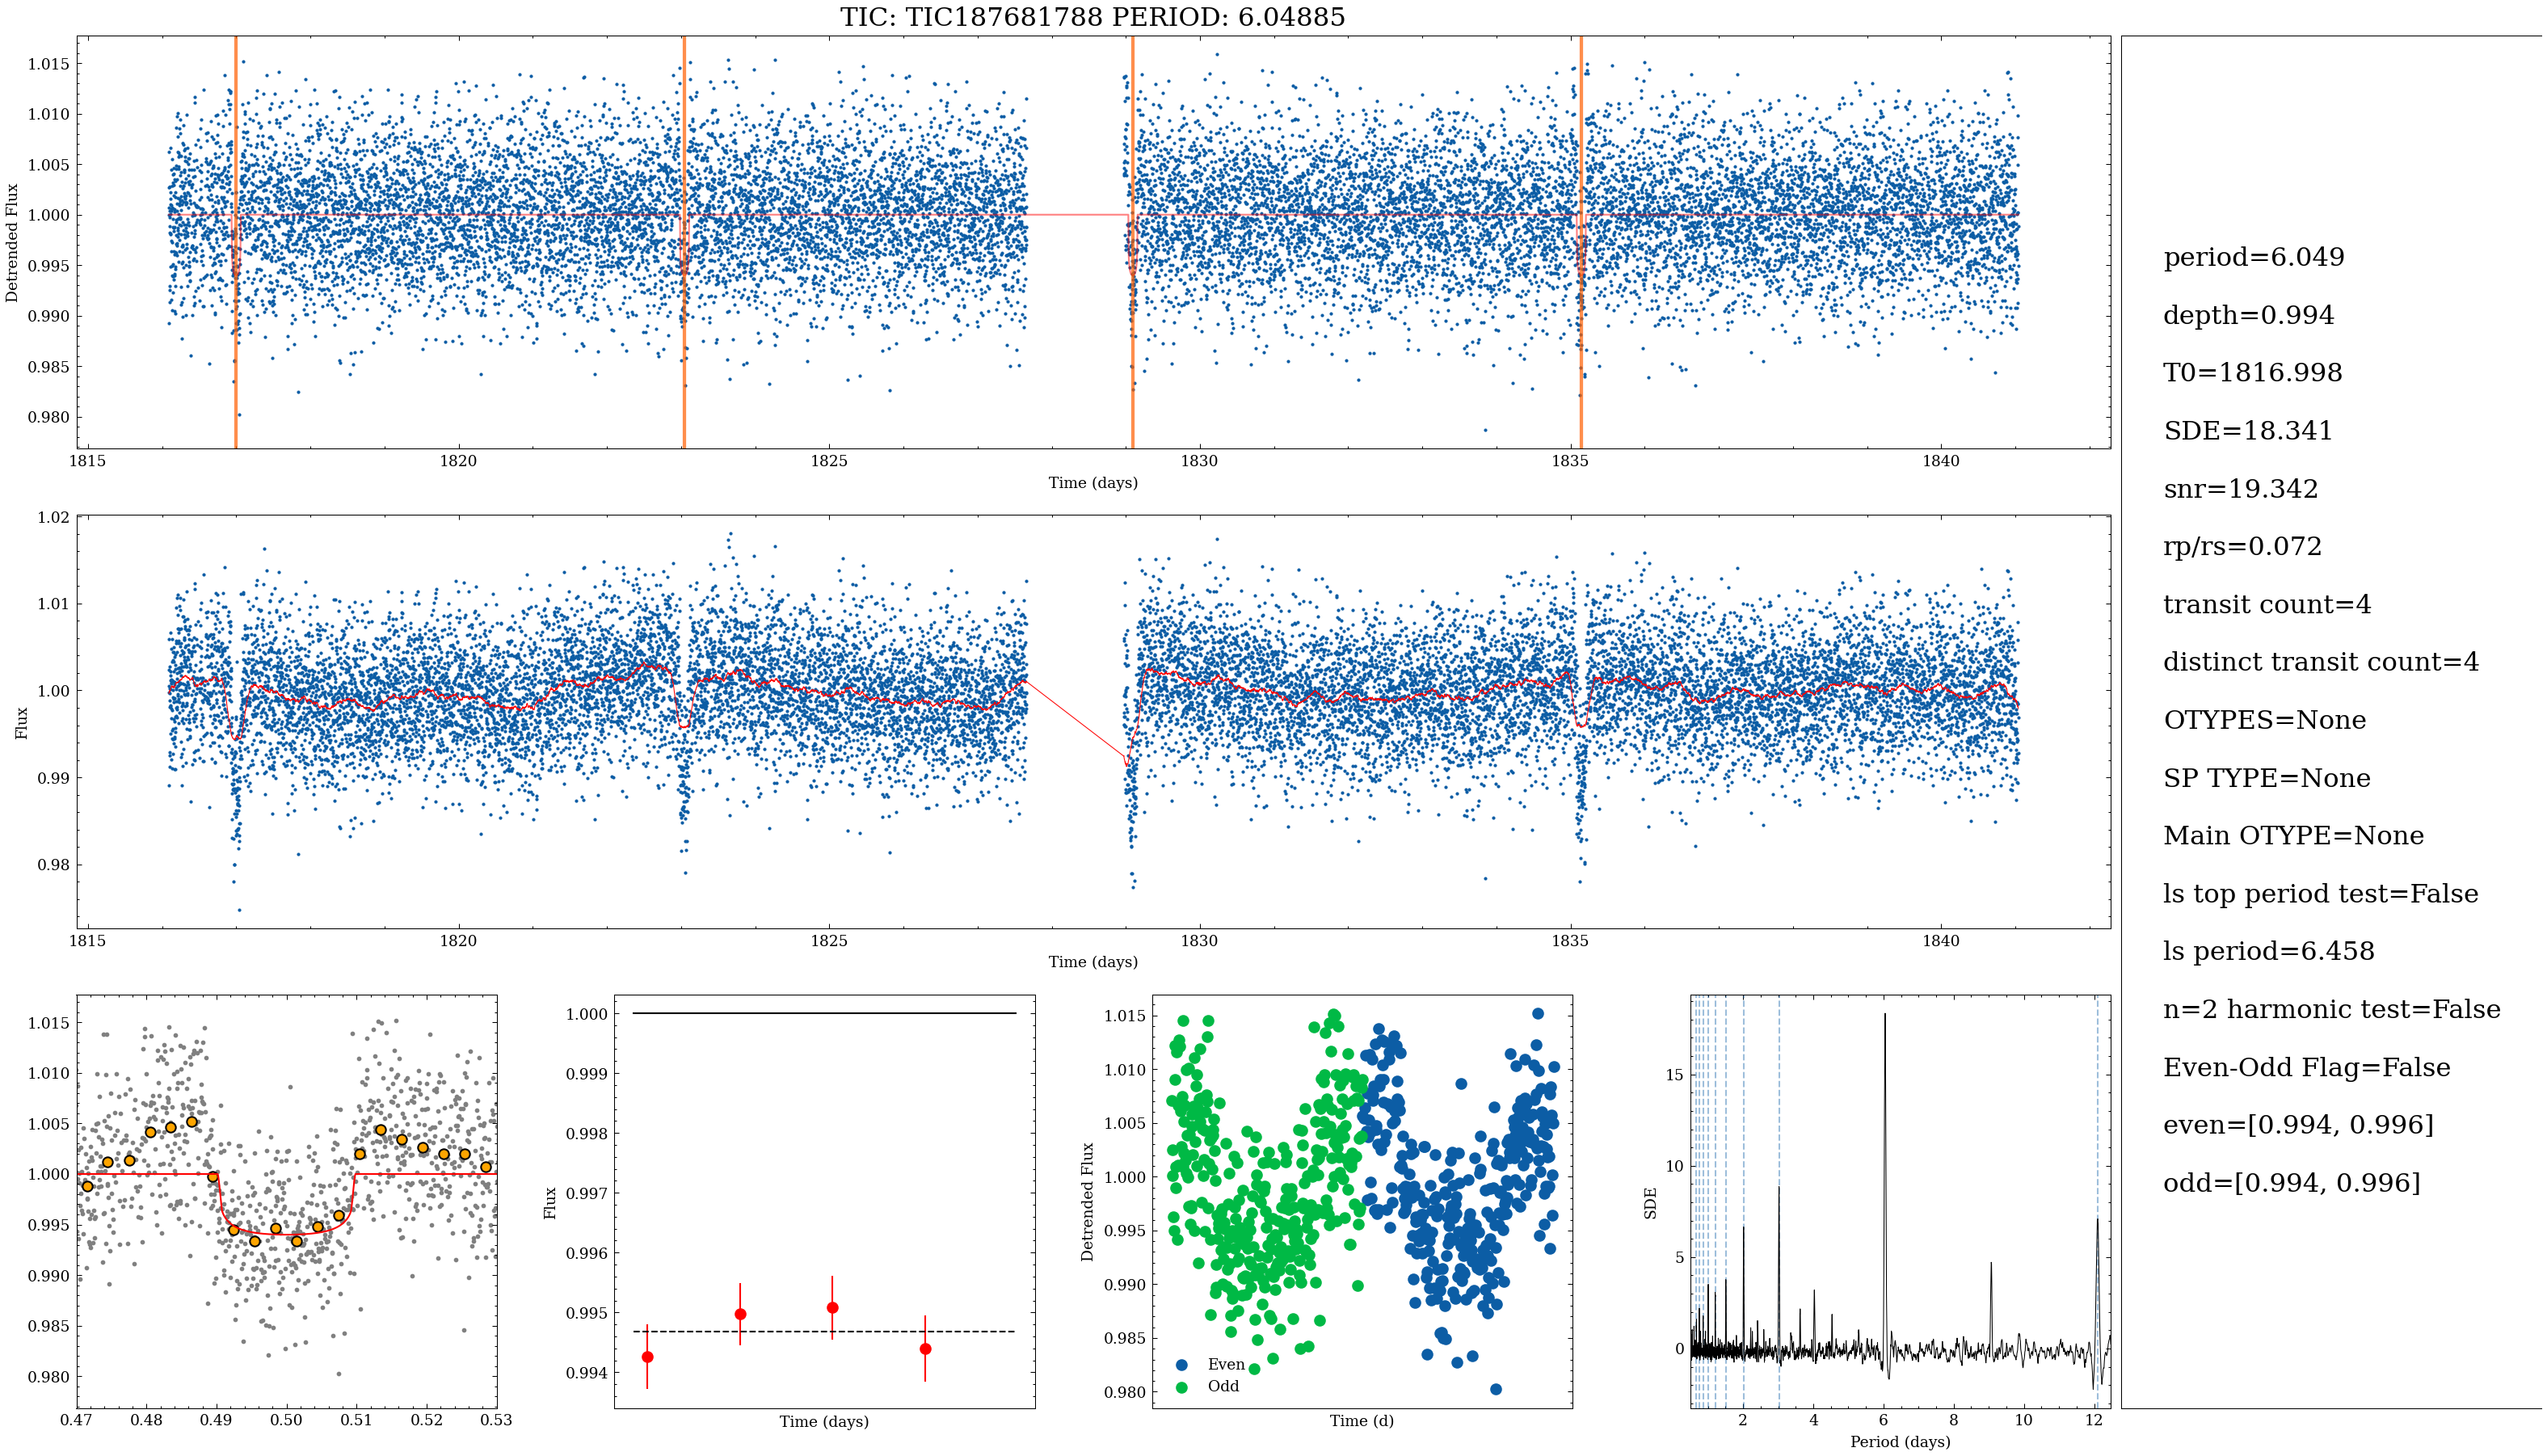 TIC: TIC187681788 PERIOD: 6.04885
1.015
1.010
1.005
1.000
0.995
0.990
0.985
0.980
Detrended Flux
1815
1820
1825
1830
1835
1840
Time (days)
1.02
1.01
1.00
0.99
0.98
Flux
1815
1820
1825
1830
1835
1840
Time (days)
1.015
1.010
1.005
1.000
0.995
0.990
0.985
0.980
0.47
0.48
0.49
0.50
0.51
0.52
0.53
1.000
0.999
0.998
0.997
0.996
0.995
0.994
Flux
Time (days)
1.015
1.010
1.005
1.000
0.995
0.990
0.985
0.980
Detrended Flux
Even
Odd
Time (d)
15
10
5
0
SDE
2
4
6
8
10
12
Period (days)
period=6.049
depth=0.994
T0=1816.998
SDE=18.341
snr=19.342
rp/rs=0.072
transit count=4
distinct transit count=4
OTYPES=None
SP TYPE=None
Main OTYPE=None
ls top period test=False
ls period=6.458
n=2 harmonic test=False
Even-Odd Flag=False
even=[0.994, 0.996]
odd=[0.994, 0.996]